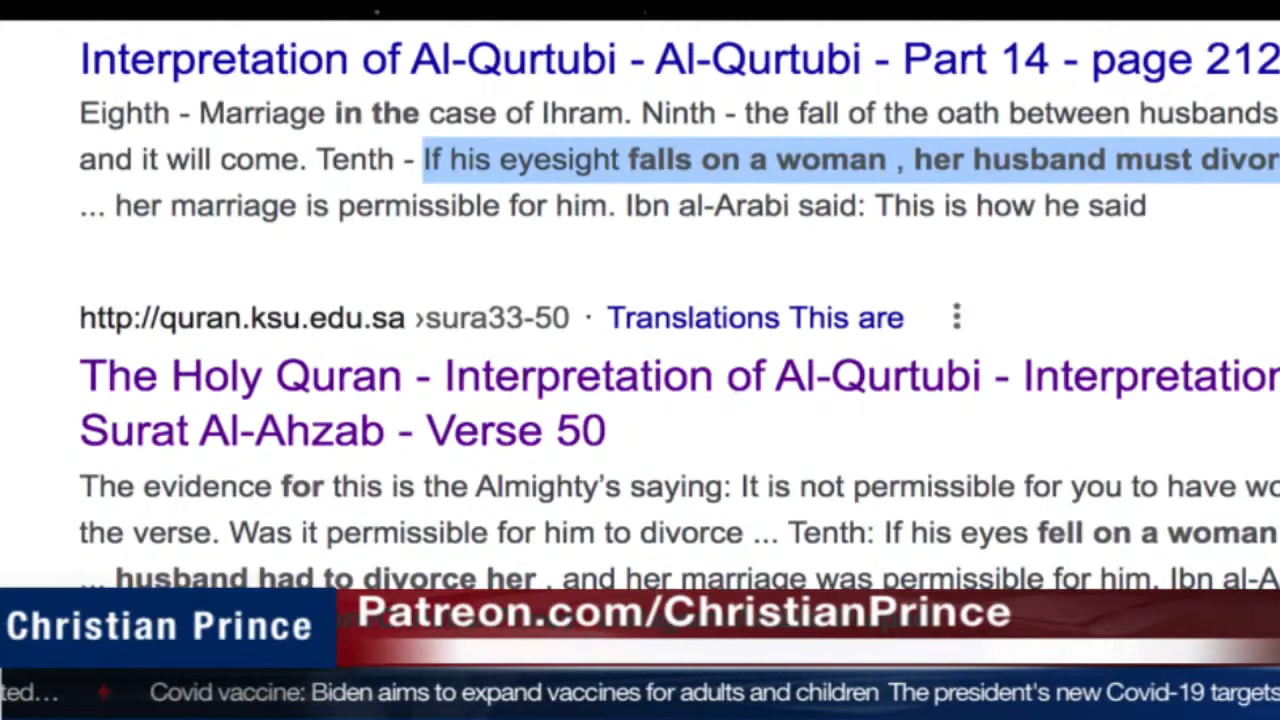 Interpretation of Al-Qurtubi - Al-Qurtubi - Part 14 - page 212
Eighth - Marriage in the case of Ihram. Ninth - the fall of the oath between husbands
and it will come. Tenth - If his eyesight falls on a woman , her husband must divor
... her marriage is permissible for him. Ibn al-Arabi said: This is how he said
http://quran.ksu.edu.sa ›sura33-50 · Translations This are
The Holy Quran - Interpretation of Al-Qurtubi - Interpretation
Surat Al-Ahzab - Verse 50
The evidence for this is the Almighty's saying: It is not permissible for you to have wo
the verse. Was it permissible for him to divorce ... Tenth: If his eyes fell on a woman
... husband had to divorce her , and her marriage was permissible for him. Ibn al-A
Christian Prince
Patreon.com/ChristianPrince
ted... Covid vaccine: Biden aims to expand vaccines for adults and children The president's new Covid-19 targets